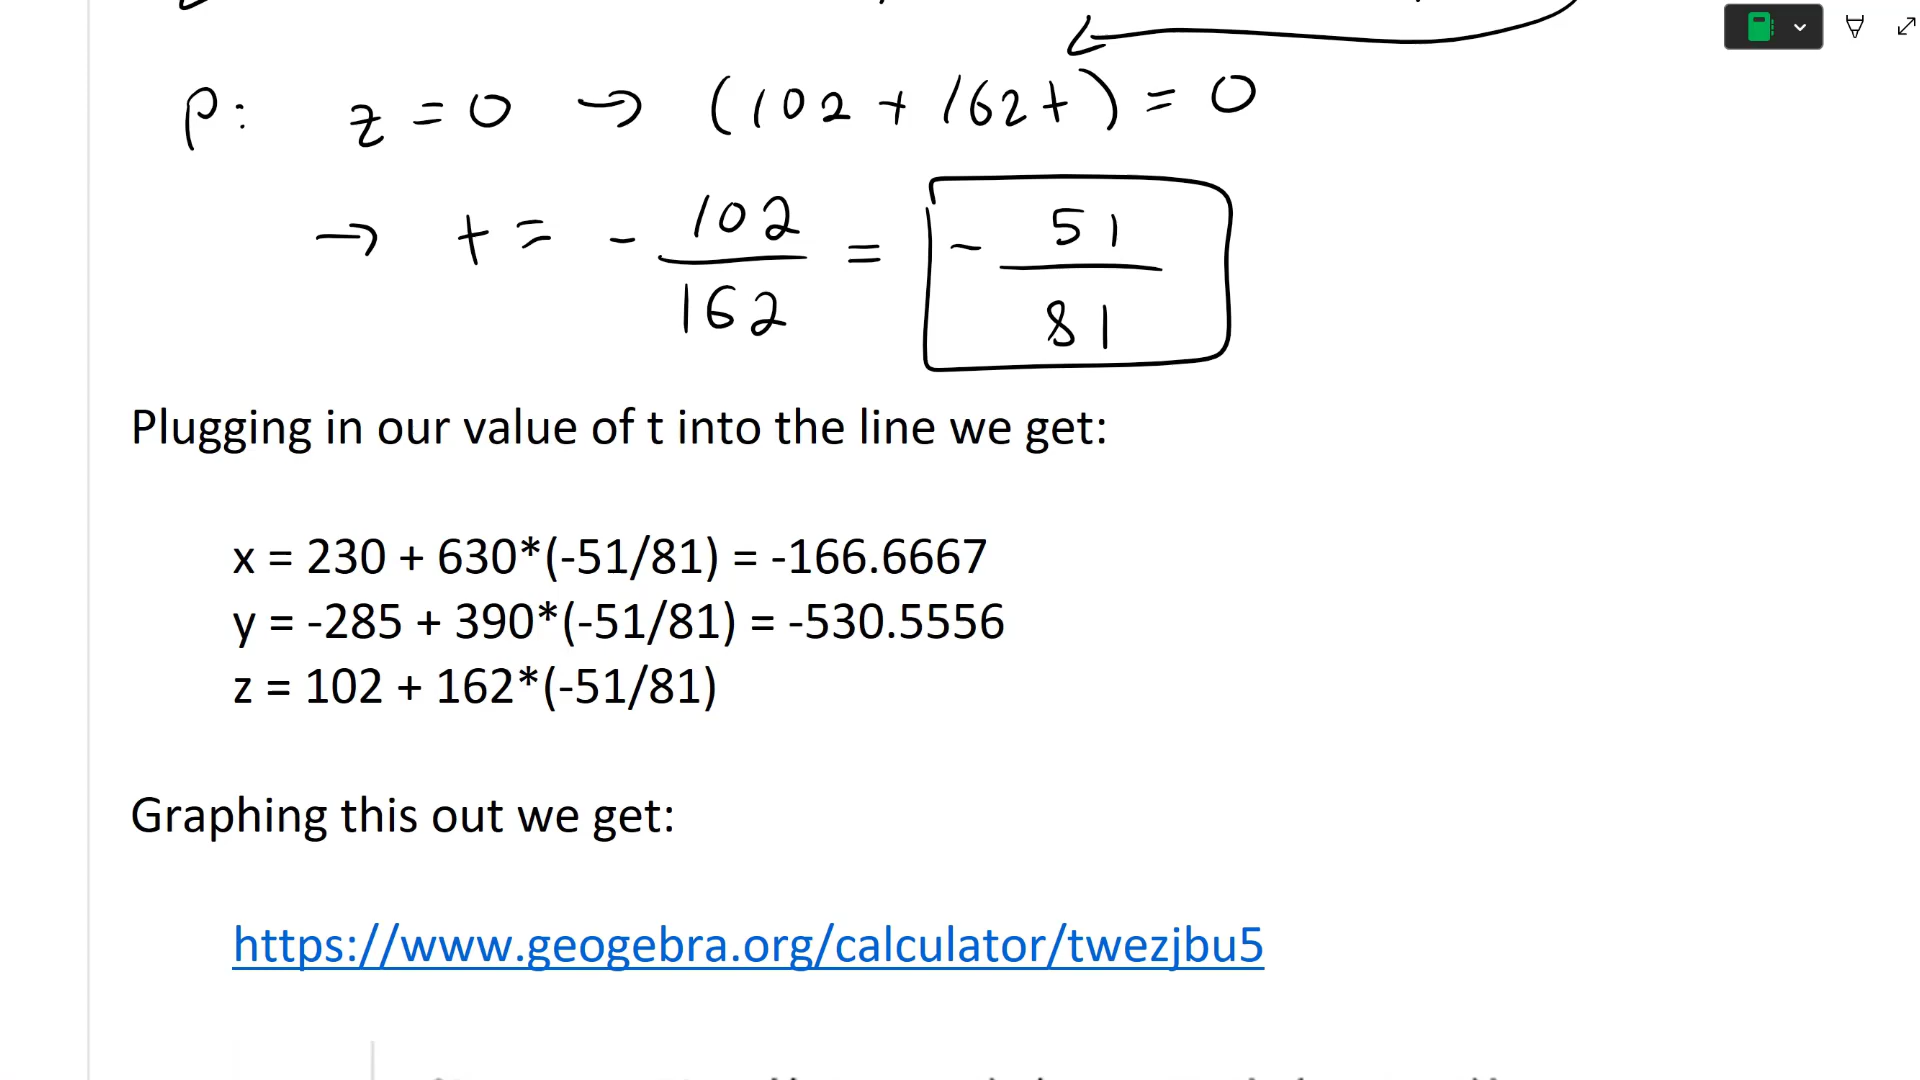 P: z = 0 → (102 + 162t) = 0
→ t = - 102/162 = - 51/81
Plugging in our value of t into the line we get:
x = 230 + 630*(-51/81) = -166.6667
y = -285 + 390*(-51/81) = -530.5556
z = 102 + 162*(-51/81)
Graphing this out we get:
https://www.geogebra.org/calculator/twezjbu5